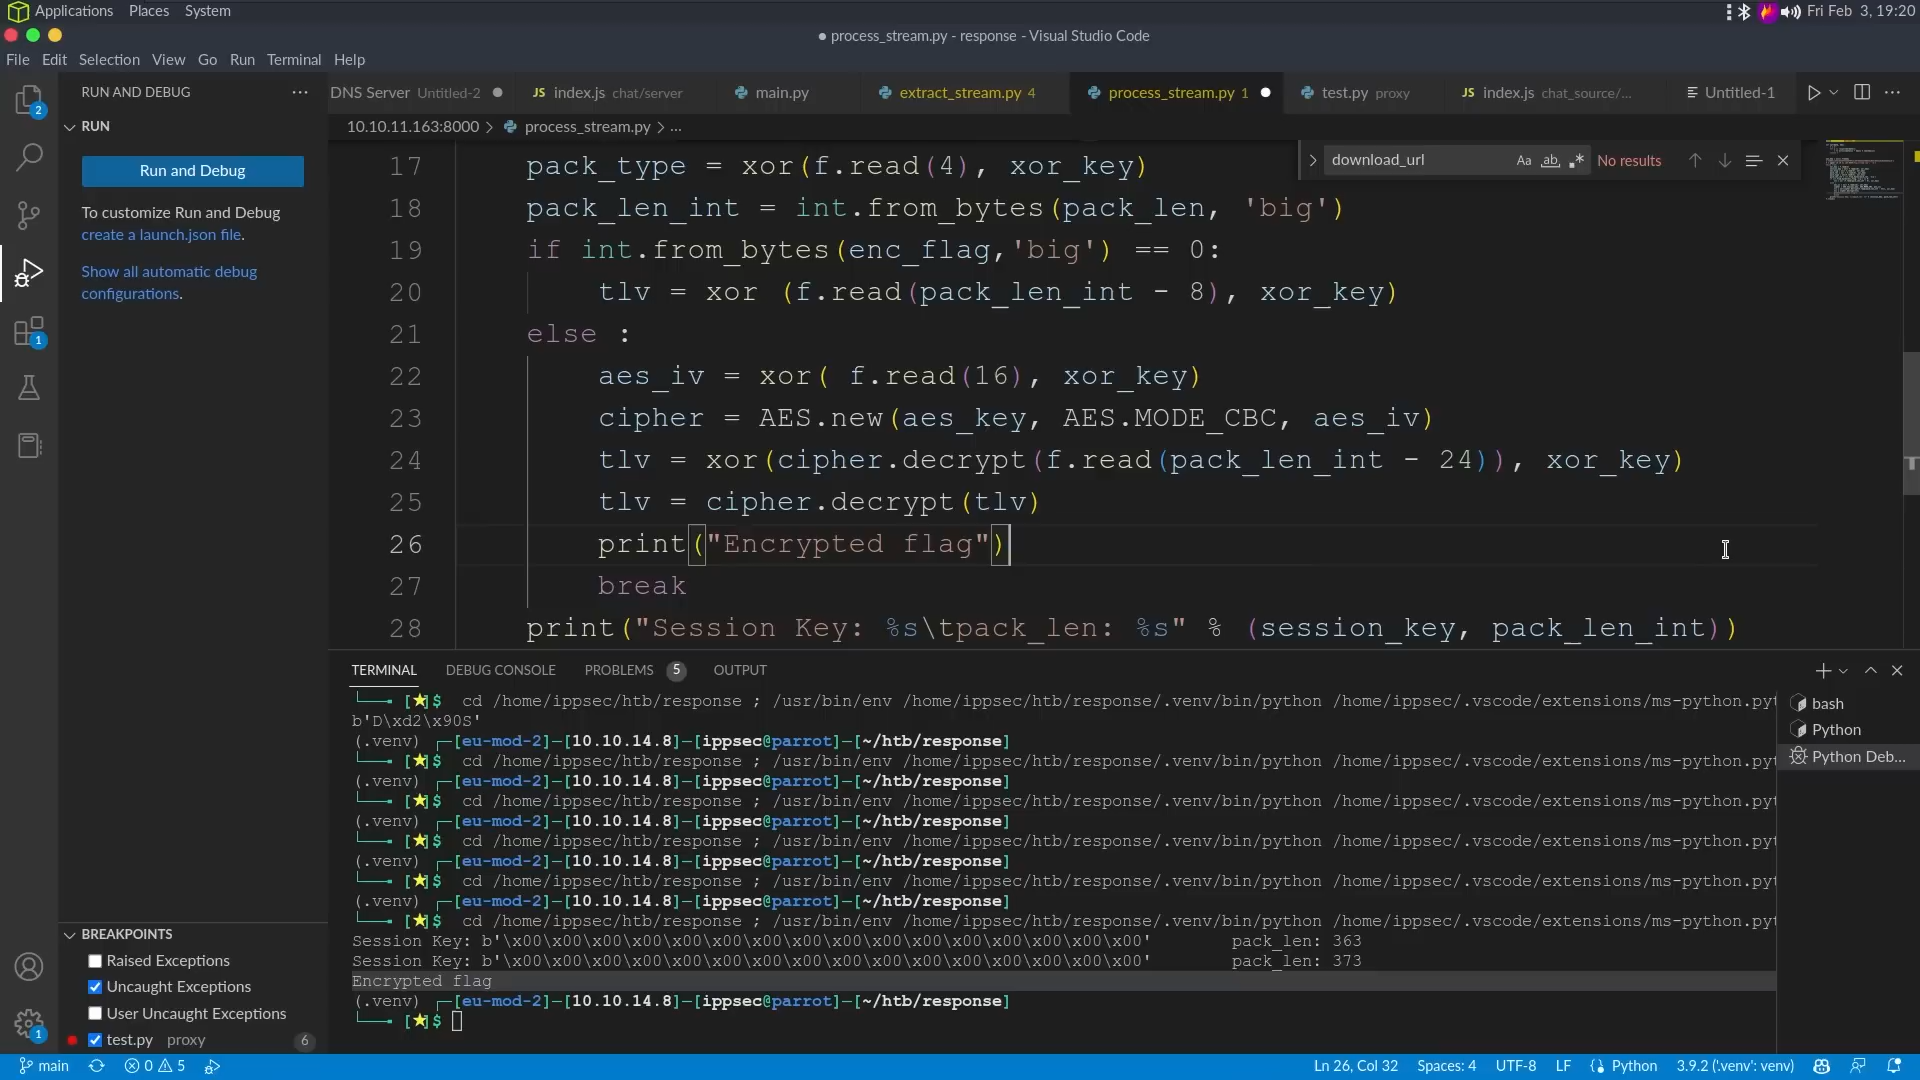 Applications Places System
Fri Feb 3, 19:20
● process_stream.py - response - Visual Studio Code
File Edit Selection View Go Run Terminal Help
RUN AND DEBUG
DNS Server Untitled-2
JS index.js chat/server
main.py
extract_stream.py 4
process_stream.py 1
test.py proxy
JS index.js chat_source/...
Untitled-1
RUN
10.10.11.163:8000 > process_stream.py > ...
Run and Debug
To customize Run and Debug
create a launch.json file.
Show all automatic debug
configurations.
download_url
Aa ab .*
No results
17 pack_type = xor(f.read(4), xor_key)
18 pack_len_int = int.from_bytes(pack_len, 'big')
19 if int.from_bytes(enc_flag,'big') == 0:
20 tlv = xor (f.read(pack_len_int - 8), xor_key)
21 else :
22 aes_iv = xor( f.read(16), xor_key)
23 cipher = AES.new(aes_key, AES.MODE_CBC, aes_iv)
24 tlv = xor(cipher.decrypt(f.read(pack_len_int - 24)), xor_key)
25 tlv = cipher.decrypt(tlv)
26 print("Encrypted flag")
27 break
28 print("Session Key: %s\tpack_len: %s" % (session_key, pack_len_int))
TERMINAL DEBUG CONSOLE PROBLEMS 5 OUTPUT
└──╼ [★]$ cd /home/ippsec/htb/response ; /usr/bin/env /home/ippsec/htb/response/.venv/bin/python /home/ippsec/.vscode/extensions/ms-python.pyt
b'D\xd2\x90S'
(.venv) ┌─[eu-mod-2]─[10.10.14.8]─[ippsec@parrot]─[~/htb/response]
└──╼ [★]$ cd /home/ippsec/htb/response ; /usr/bin/env /home/ippsec/htb/response/.venv/bin/python /home/ippsec/.vscode/extensions/ms-python.pyt
(.venv) ┌─[eu-mod-2]─[10.10.14.8]─[ippsec@parrot]─[~/htb/response]
└──╼ [★]$ cd /home/ippsec/htb/response ; /usr/bin/env /home/ippsec/htb/response/.venv/bin/python /home/ippsec/.vscode/extensions/ms-python.pyt
(.venv) ┌─[eu-mod-2]─[10.10.14.8]─[ippsec@parrot]─[~/htb/response]
└──╼ [★]$ cd /home/ippsec/htb/response ; /usr/bin/env /home/ippsec/htb/response/.venv/bin/python /home/ippsec/.vscode/extensions/ms-python.pyt
(.venv) ┌─[eu-mod-2]─[10.10.14.8]─[ippsec@parrot]─[~/htb/response]
└──╼ [★]$ cd /home/ippsec/htb/response ; /usr/bin/env /home/ippsec/htb/response/.venv/bin/python /home/ippsec/.vscode/extensions/ms-python.pyt
(.venv) ┌─[eu-mod-2]─[10.10.14.8]─[ippsec@parrot]─[~/htb/response]
└──╼ [★]$ cd /home/ippsec/htb/response ; /usr/bin/env /home/ippsec/htb/response/.venv/bin/python /home/ippsec/.vscode/extensions/ms-python.pyt
Session Key: b'\x00\x00\x00\x00\x00\x00\x00\x00\x00\x00\x00\x00\x00\x00\x00\x00' pack_len: 363
Session Key: b'\x00\x00\x00\x00\x00\x00\x00\x00\x00\x00\x00\x00\x00\x00\x00\x00' pack_len: 373
Encrypted flag
(.venv) ┌─[eu-mod-2]─[10.10.14.8]─[ippsec@parrot]─[~/htb/response]
└──╼ [★]$
bash
Python
Python Deb...
BREAKPOINTS
Raised Exceptions
Uncaught Exceptions
User Uncaught Exceptions
test.py proxy 6
2
1
1
main 0 5 Ln 26, Col 32 Spaces: 4 UTF-8 LF Python 3.9.2 ('.venv': venv)